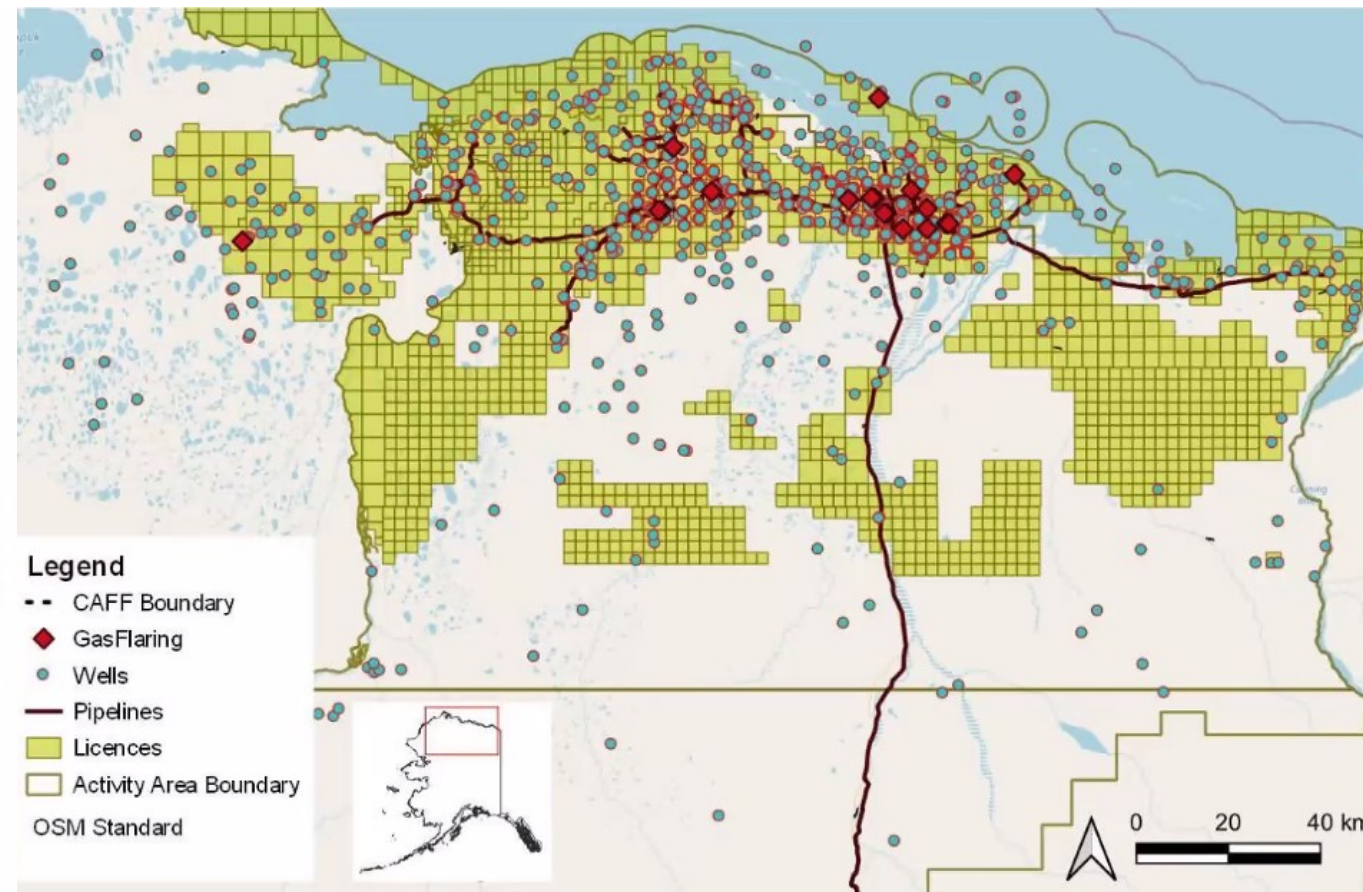 Legend
CAFF Boundary
GasFlaring
Wells
Pipelines
Licences
Activity Area Boundary
OSM Standard
0 20 40 km